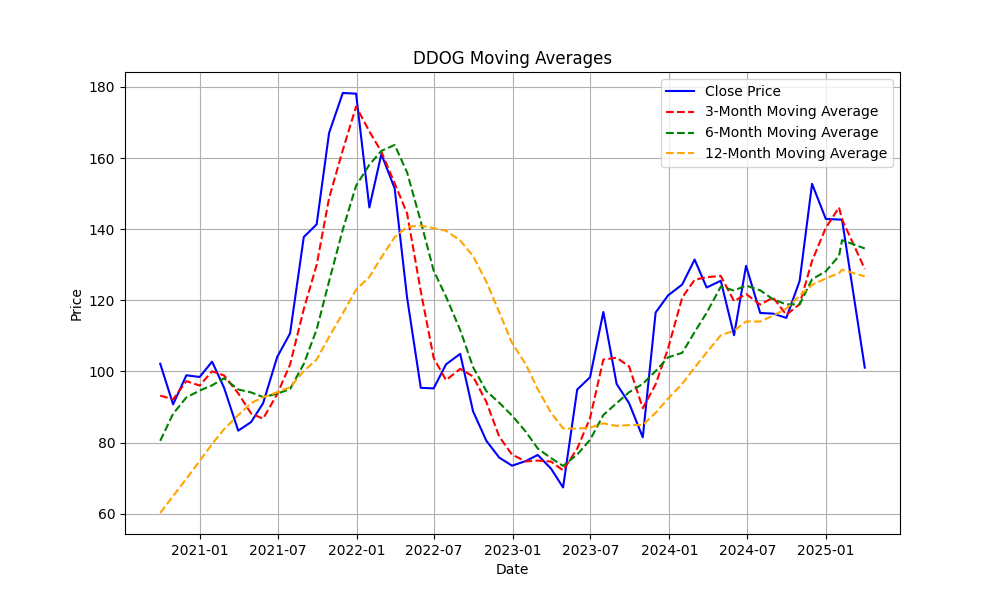 DDOG Moving Averages
Close Price
3-Month Moving Average
6-Month Moving Average
12-Month Moving Average
Price
180
160
140
120
100
80
60
2021-01 2021-07 2022-01 2022-07 2023-01 2023-07 2024-01 2024-07 2025-01
Date